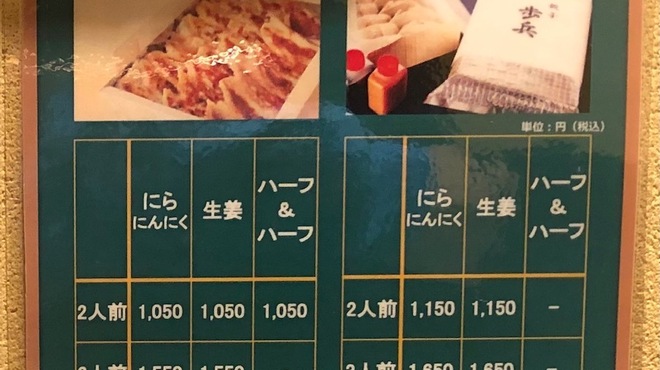 歩兵
単位：円（税込）
にら
にんにく
生姜
ハーフ
&
ハーフ
2人前 1,050 1,050 1,050
にら
にんにく
生姜
ハーフ
&
ハーフ
2人前 1,150 1,150 －